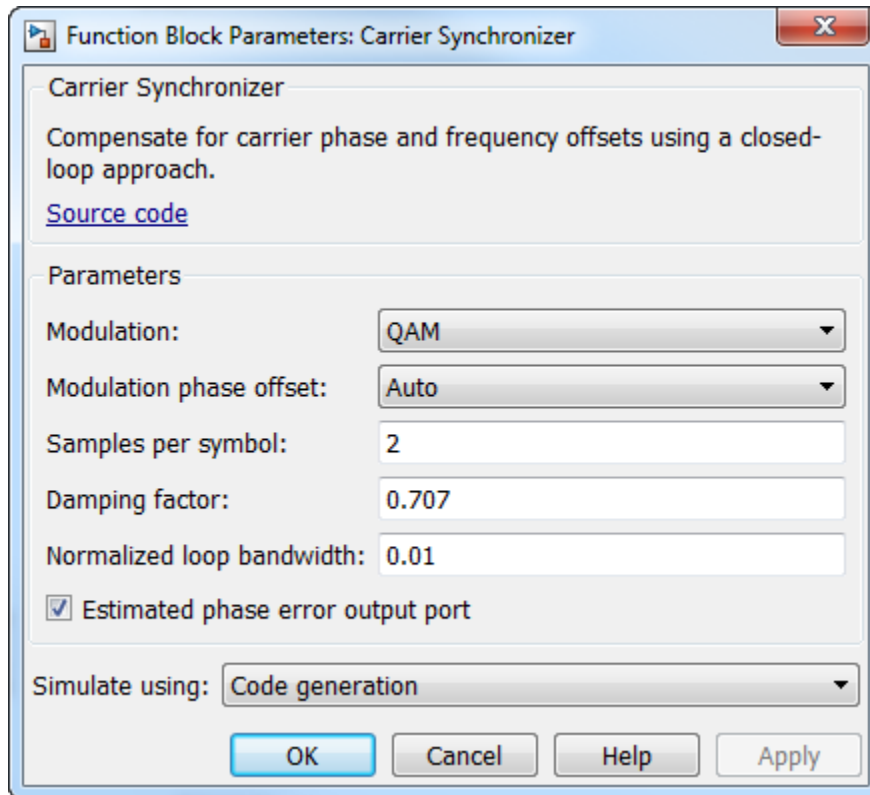 Function Block Parameters: Carrier Synchronizer
Carrier Synchronizer
Compensate for carrier phase and frequency offsets using a closed-
loop approach.
Source code
Parameters
Modulation: QAM
Modulation phase offset: Auto
Samples per symbol: 2
Damping factor: 0.707
Normalized loop bandwidth: 0.01
Estimated phase error output port
Simulate using: Code generation
OK Cancel Help Apply